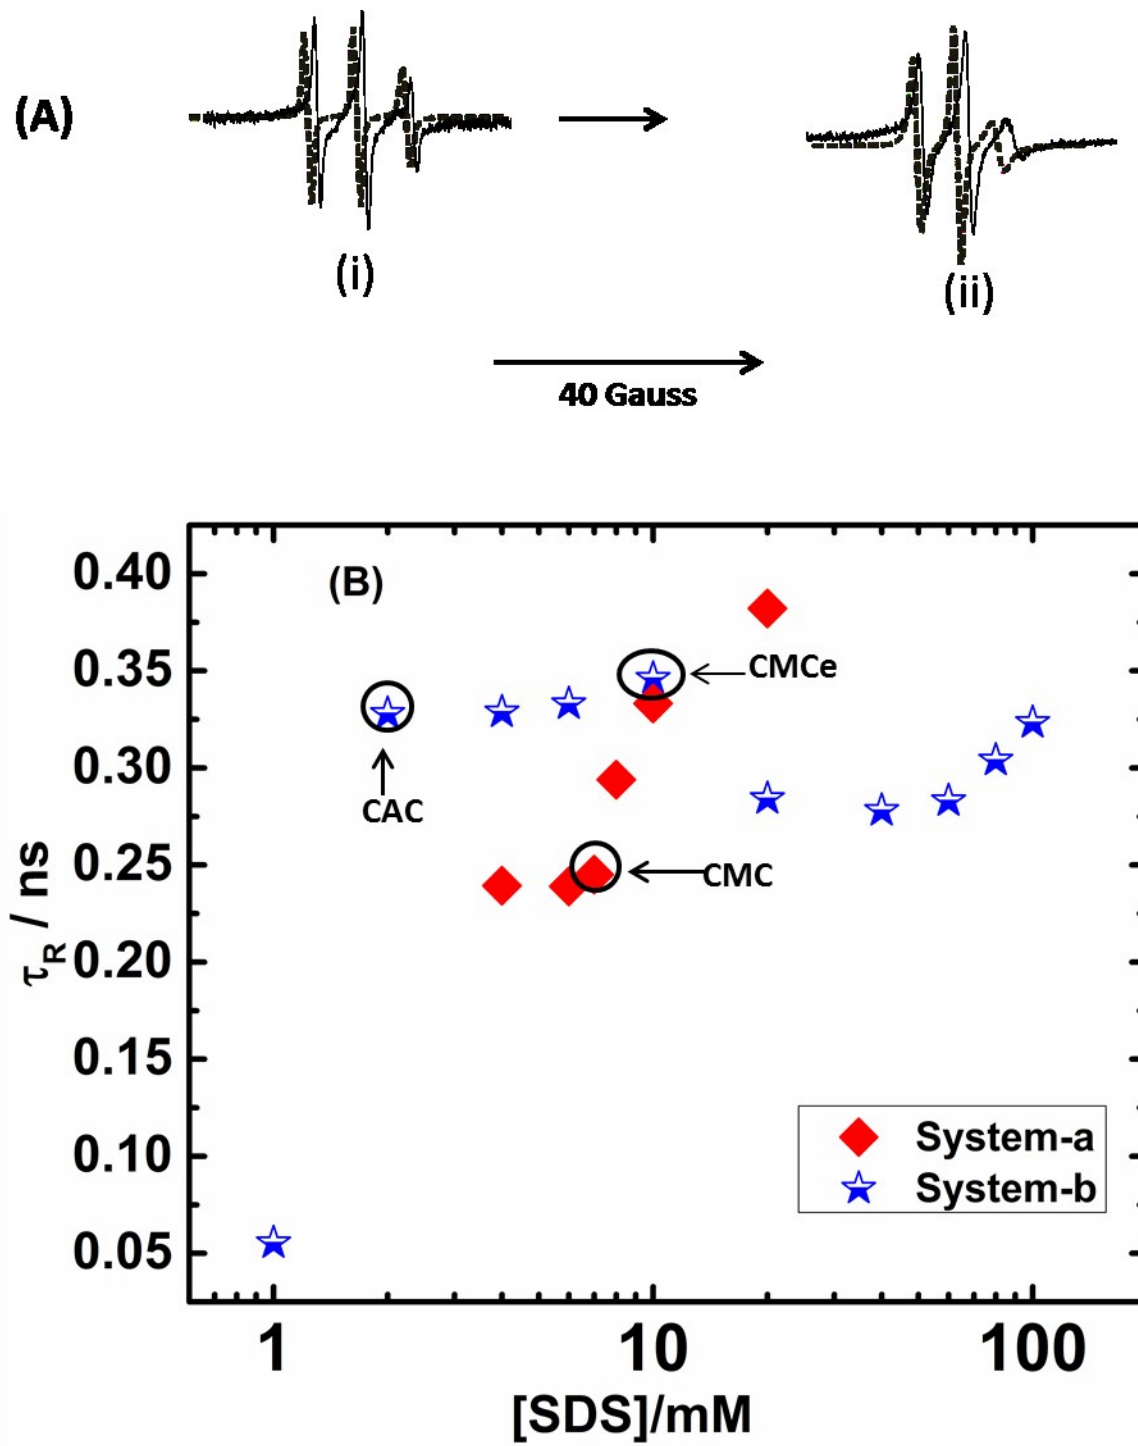 (A)
(i)
(ii)
40 Gauss
(B)
0.40
0.35
0.30
0.25
0.20
0.15
0.10
0.05
τR / ns
CMCe
CAC
CMC
System-a
System-b
1
10
100
[SDS]/mM